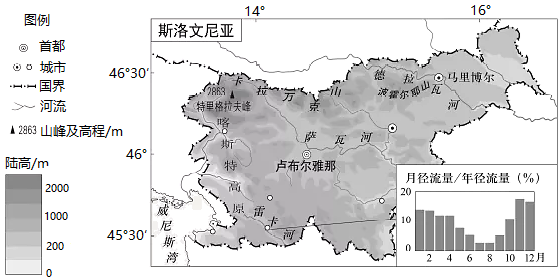 图例
首都
城市
国界
河流
2863 山峰及高程/m
陆高/m
2000
1000
200
0
14°
16°
46°30′
46°
45°30′
斯洛文尼亚
2863
特里格拉夫峰
卡拉万克山
德拉瓦河
波霍尔耶山
马里博尔
萨瓦河
卢布尔雅那
喀斯特高原
雷卡河
威尼斯湾
月径流量/年径流量（%）
20
10
0
2 4 6 8 10 12月